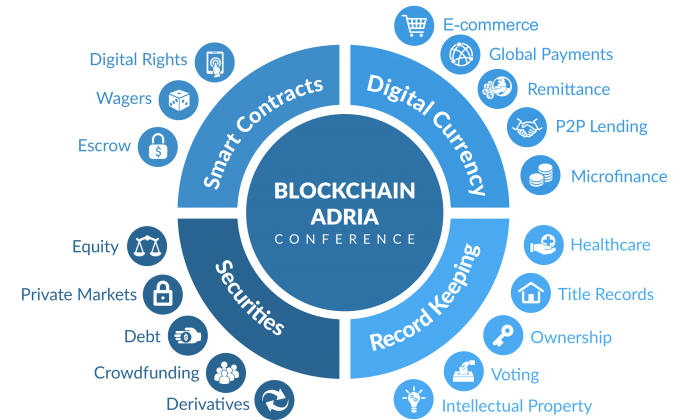 E-commerce
Global Payments
Remittance
P2P Lending
Microfinance
Digital Rights
Wagers
Escrow
Smart Contracts
Digital Currency
BLOCKCHAIN
ADRIA
CONFERENCE
Equity
Private Markets
Debt
Crowdfunding
Derivatives
Securities
Record Keeping
Healthcare
Title Records
Ownership
Voting
Intellectual Property
$
$